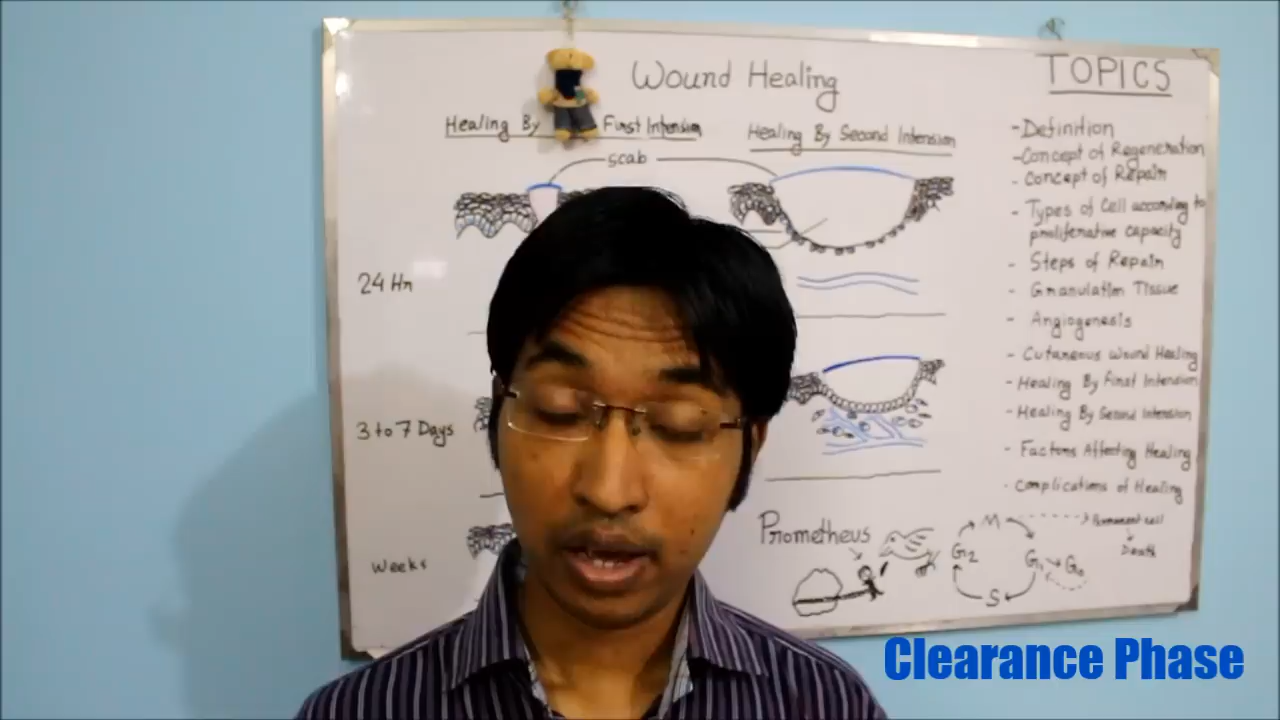 Wound Healing
Healing By First Intension
Healing By Second Intension
scab
24 Hr
3 to 7 Days
Weeks
Prometheus
M
G2
G1
G0
S
Permanent cell
Death
TOPICS
- Definition
- Concept of Regeneration
- Concept of Repair
- Types of Cell according to
proliferative capacity
- Steps of Repair
- Granulation Tissue
- Angiogenesis
- Cutaneous Wound Healing
- Healing By First Intension
- Healing By Second Intension
- Factors Affecting Healing
- Complications of Healing
Clearance Phase